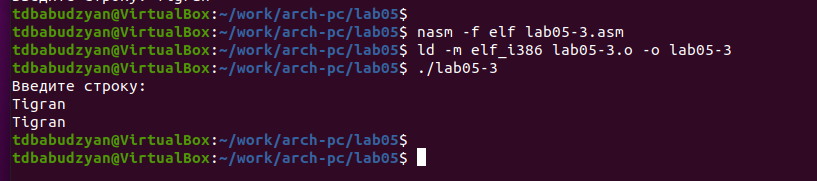 tdbabudzyan@VirtualBox:~/work/arch-pc/lab05$
tdbabudzyan@VirtualBox:~/work/arch-pc/lab05$ nasm -f elf lab05-3.asm
tdbabudzyan@VirtualBox:~/work/arch-pc/lab05$ ld -m elf_i386 lab05-3.o -o lab05-3
tdbabudzyan@VirtualBox:~/work/arch-pc/lab05$ ./lab05-3
Введите строку:
Tigran
Tigran
tdbabudzyan@VirtualBox:~/work/arch-pc/lab05$
tdbabudzyan@VirtualBox:~/work/arch-pc/lab05$